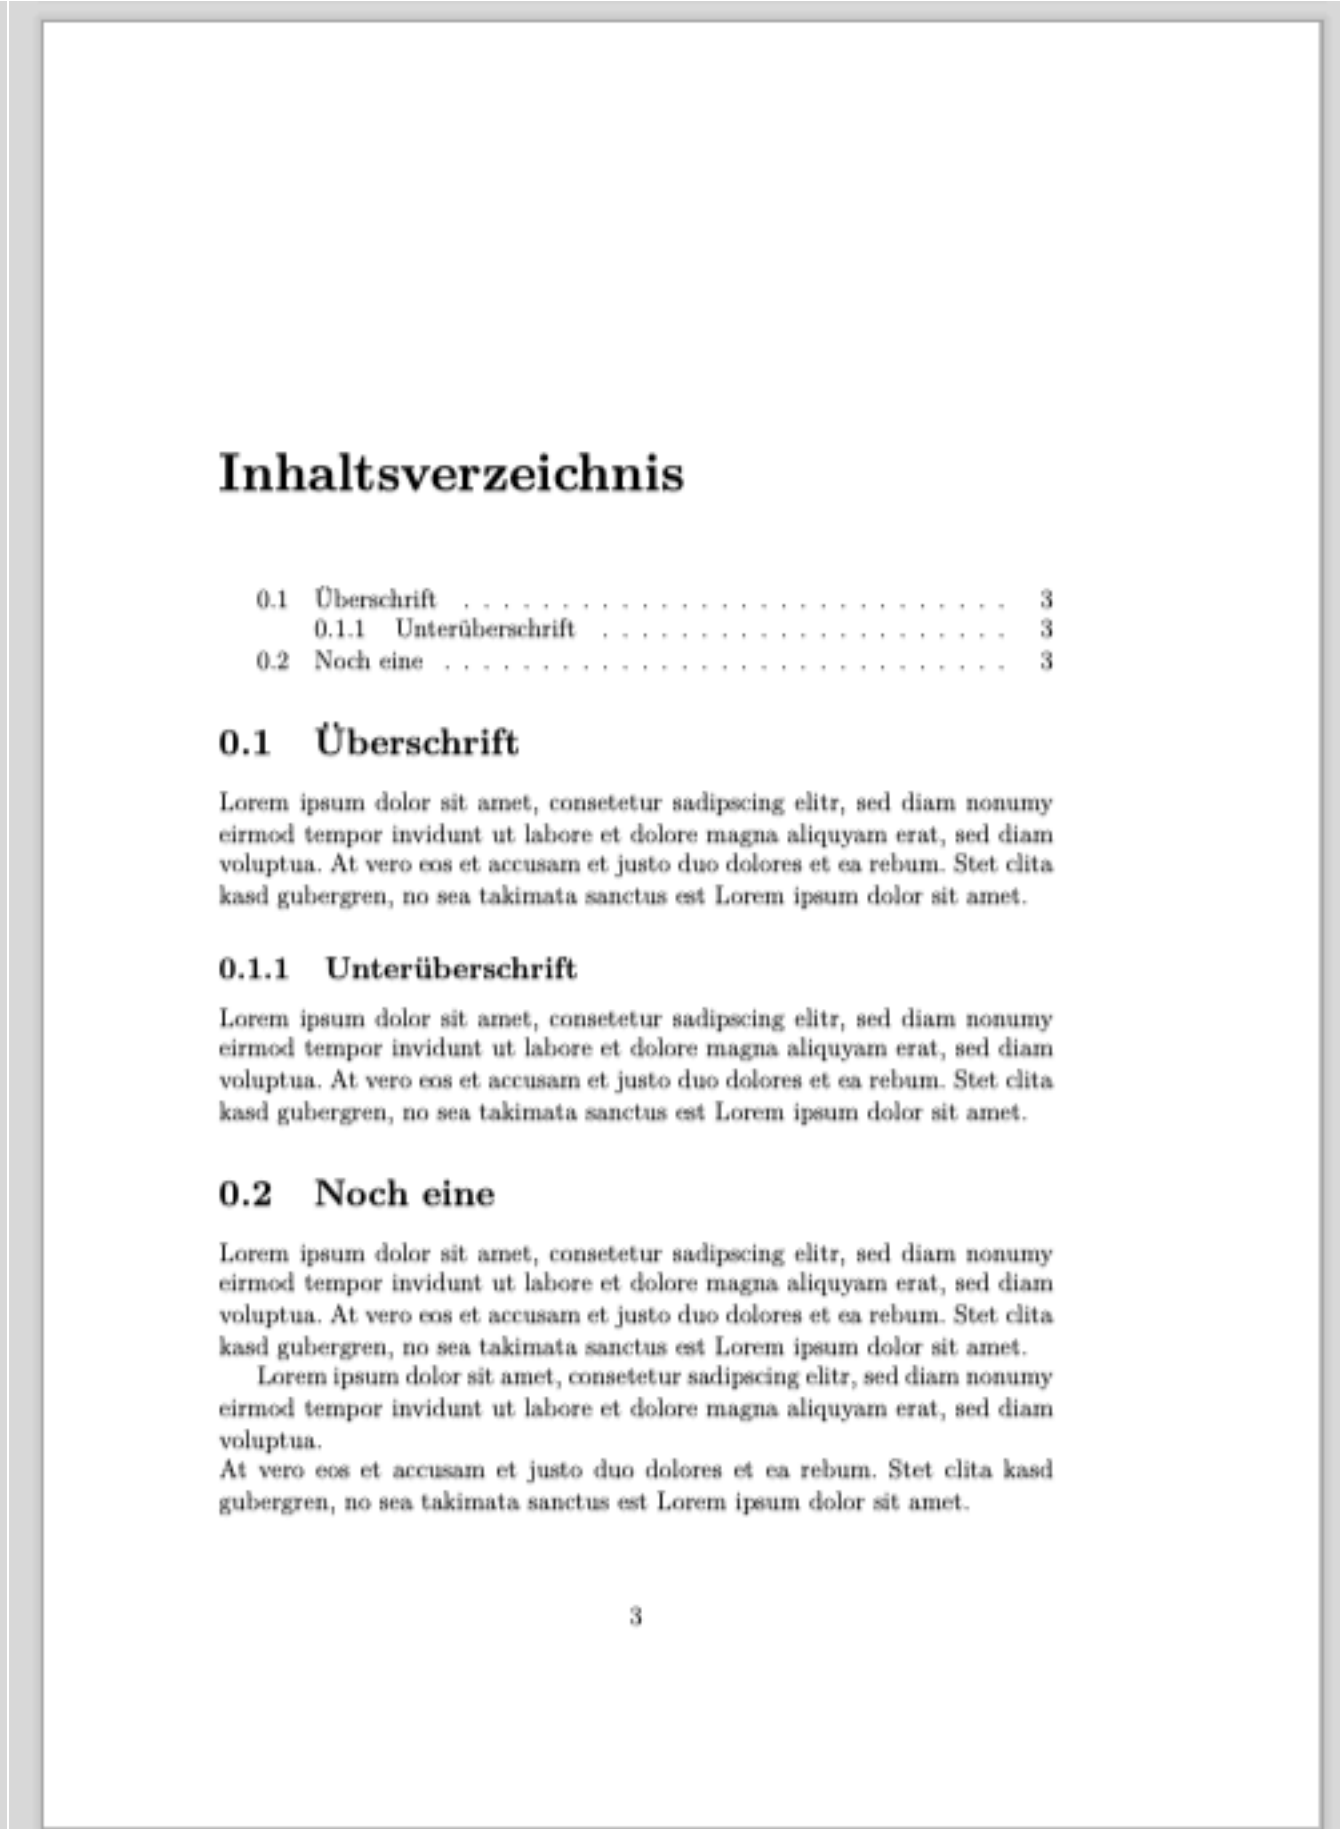 Inhaltsverzeichnis
0.1 Überschrift . . . . . . . . . . . . . . . . . . . . . . . . . . . . 3
0.1.1 Unterüberschrift . . . . . . . . . . . . . . . . . . . . . 3
0.2 Noch eine . . . . . . . . . . . . . . . . . . . . . . . . . . . . . 3
0.1 Überschrift
Lorem ipsum dolor sit amet, consetetur sadipscing elitr, sed diam nonumy
eirmod tempor invidunt ut labore et dolore magna aliquyam erat, sed diam
voluptua. At vero eos et accusam et justo duo dolores et ea rebum. Stet clita
kasd gubergren, no sea takimata sanctus est Lorem ipsum dolor sit amet.
0.1.1 Unterüberschrift
Lorem ipsum dolor sit amet, consetetur sadipscing elitr, sed diam nonumy
eirmod tempor invidunt ut labore et dolore magna aliquyam erat, sed diam
voluptua. At vero eos et accusam et justo duo dolores et ea rebum. Stet clita
kasd gubergren, no sea takimata sanctus est Lorem ipsum dolor sit amet.
0.2 Noch eine
Lorem ipsum dolor sit amet, consetetur sadipscing elitr, sed diam nonumy
eirmod tempor invidunt ut labore et dolore magna aliquyam erat, sed diam
voluptua. At vero eos et accusam et justo duo dolores et ea rebum. Stet clita
kasd gubergren, no sea takimata sanctus est Lorem ipsum dolor sit amet.
Lorem ipsum dolor sit amet, consetetur sadipscing elitr, sed diam nonumy
eirmod tempor invidunt ut labore et dolore magna aliquyam erat, sed diam
voluptua.
At vero eos et accusam et justo duo dolores et ea rebum. Stet clita kasd
gubergren, no sea takimata sanctus est Lorem ipsum dolor sit amet.
3